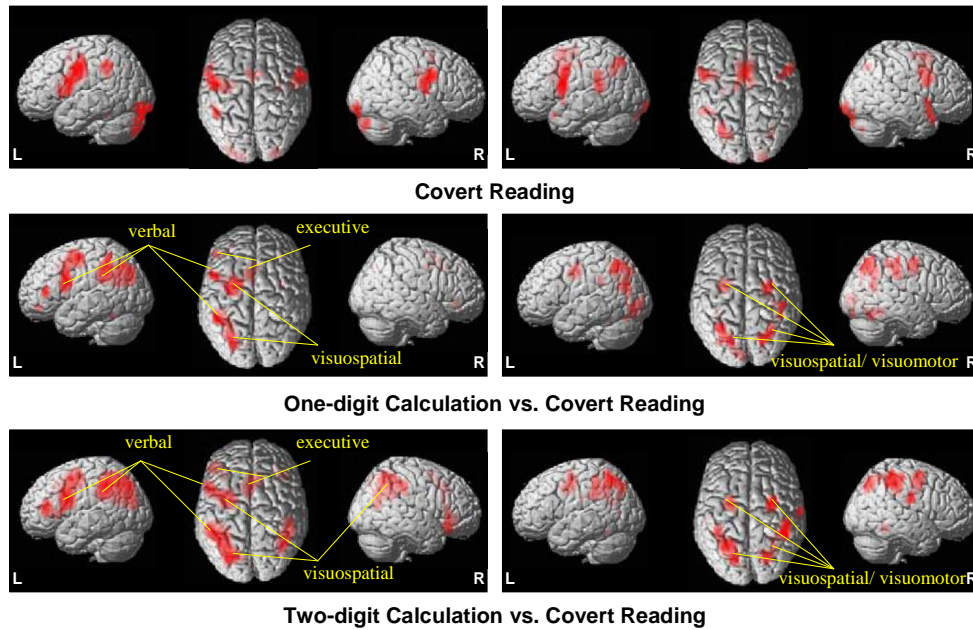 L R L R
Covert Reading
verbal executive
visuospatial visuospatial/ visuomotor
L R L R
One-digit Calculation vs. Covert Reading
verbal executive
visuospatial visuospatial/ visuomotor
L R L R
Two-digit Calculation vs. Covert Reading